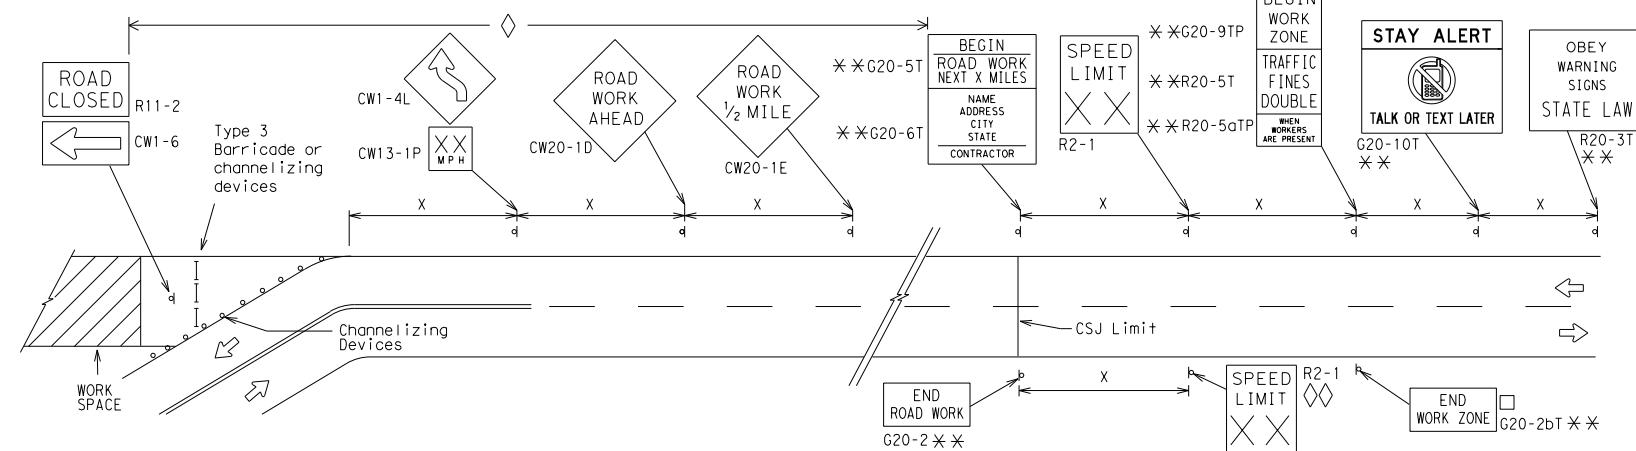 ROAD
CLOSED
R11-2
CW1-6
Type 3
Barricade or
channelizing
devices
CW1-4L
CW13-1P
XX
MPH
ROAD
WORK
AHEAD
CW20-1D
ROAD
WORK
1/2 MILE
CW20-1E
**G20-5T
**G20-6T
BEGIN
ROAD WORK
NEXT X MILES
NAME
ADDRESS
CITY
STATE
CONTRACTOR
SPEED
LIMIT
XX
R2-1
**G20-9TP
**R20-5T
**R20-5aTP
BEGIN
WORK
ZONE
TRAFFIC
FINES
DOUBLE
WHEN
WORKERS
ARE PRESENT
STAY ALERT
TALK OR TEXT LATER
G20-10T
**
OBEY
WARNING
SIGNS
STATE LAW
R20-3T
**
X
X
X
X
X
X
X
Channelizing
Devices
CSJ Limit
WORK
SPACE
END
ROAD WORK
G20-2 **
X
SPEED
LIMIT
XX
R2-1
END
WORK ZONE
G20-2bT **